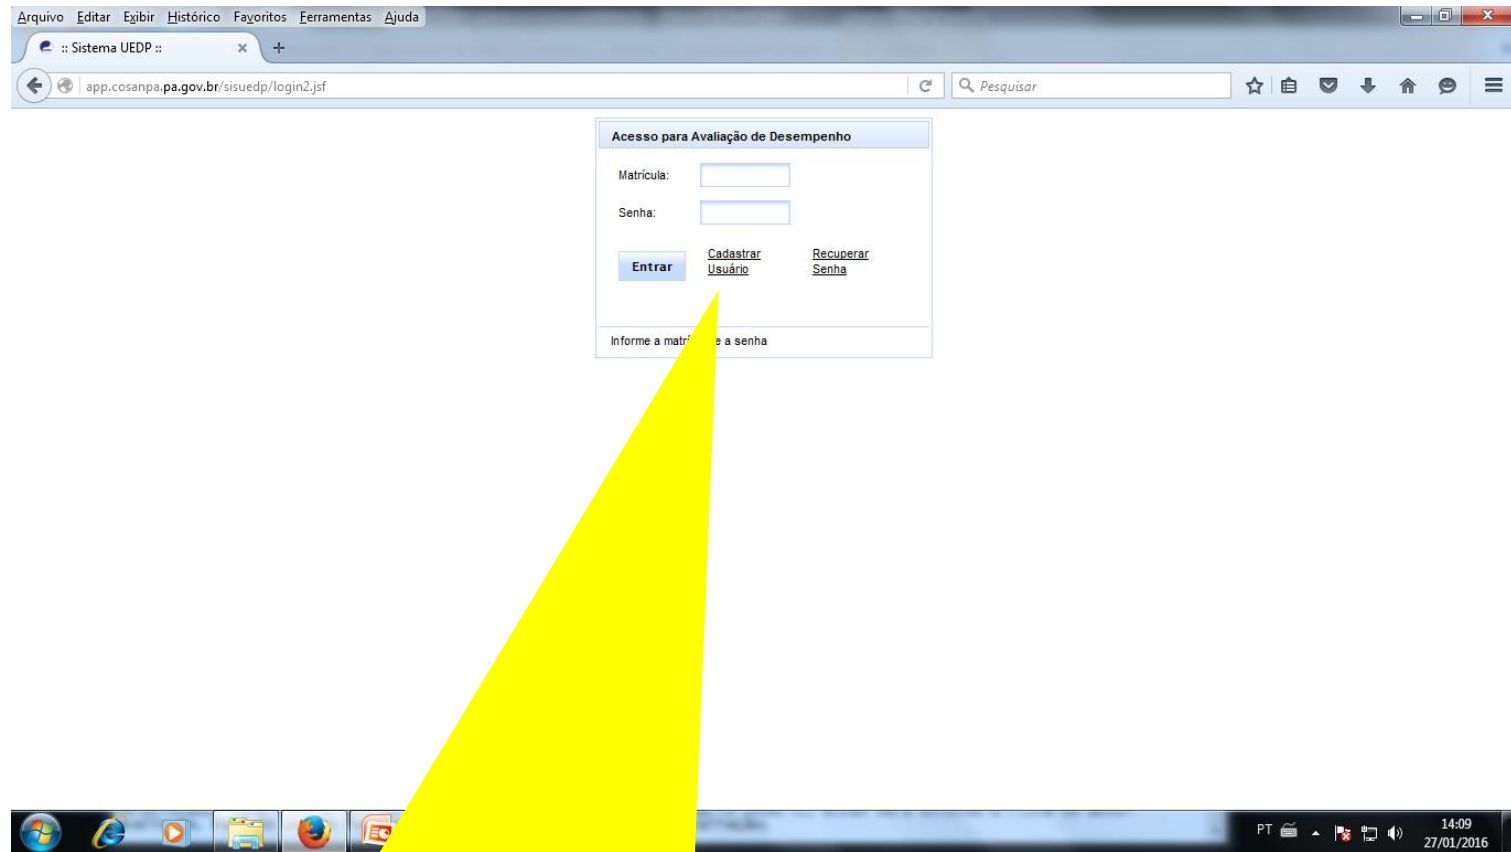 Arquivo Editar Exibir Histórico Favoritos Ferramentas Ajuda
:: Sistema UEDP ::
app.cosanpa.pa.gov.br/sisuedp/login2.jsf
Pesquisar
Acesso para Avaliação de Desempenho
Matrícula:
Senha:
Entrar
Cadastrar
Usuário
Recuperar
Senha
Informe a matrí e a senha
PT
14:09
27/01/2016